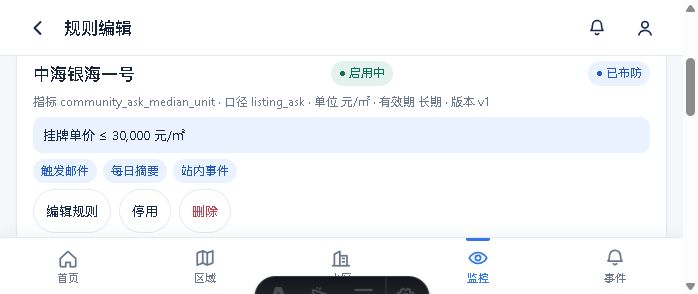 规则编辑
中海银海一号
启用中
已布防
指标 community_ask_median_unit · 口径 listing_ask · 单位 元/㎡ · 有效期 长期 · 版本 v1
挂牌单价 ≤ 30,000 元/㎡
触发邮件 每日摘要 站内事件
编辑规则 停用 删除
首页 区域 监控 事件